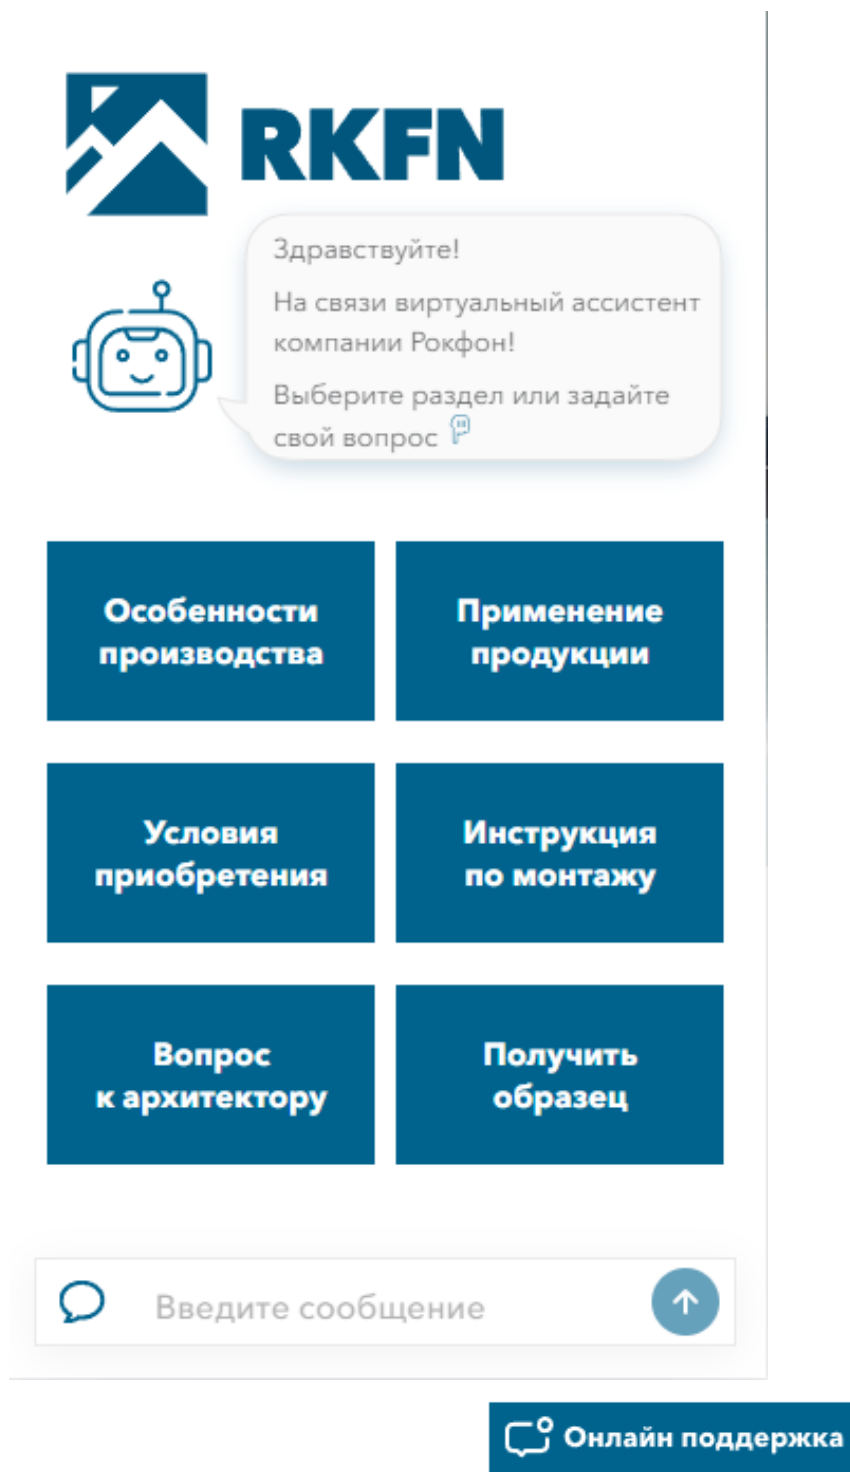 RKFN
Здравствуйте!
На связи виртуальный ассистент
компании Рокфон!
Выберите раздел или задайте
свой вопрос
Особенности
производства
Применение
продукции
Условия
приобретения
Инструкция
по монтажу
Вопрос
к архитектору
Получить
образец
Введите сообщение
Онлайн поддержка